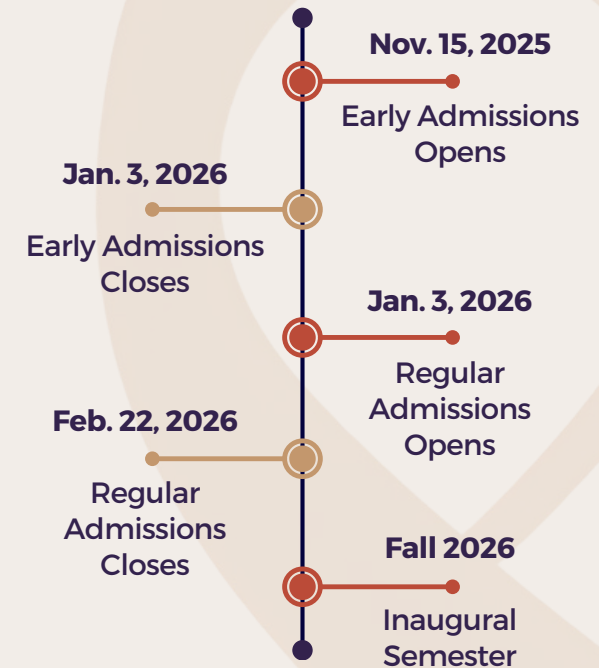 Nov. 15, 2025
Early Admissions
Opens
Jan. 3, 2026
Early Admissions
Closes
Jan. 3, 2026
Regular
Admissions
Opens
Feb. 22, 2026
Regular
Admissions
Closes
Fall 2026
Inaugural
Semester